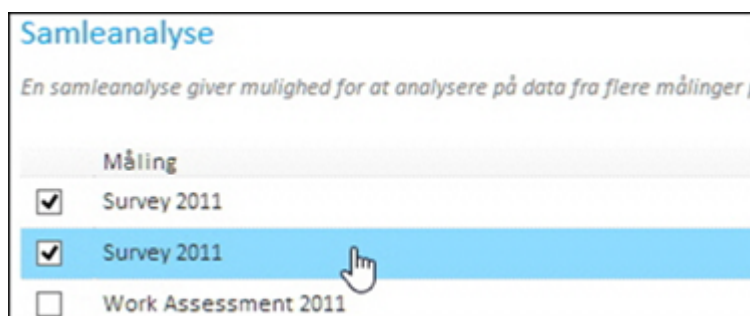 Samleanalyse
En samleanalyse giver mulighed for at analysere på data fra flere målinger
Måling
Survey 2011
Survey 2011
Work Assessment 2011